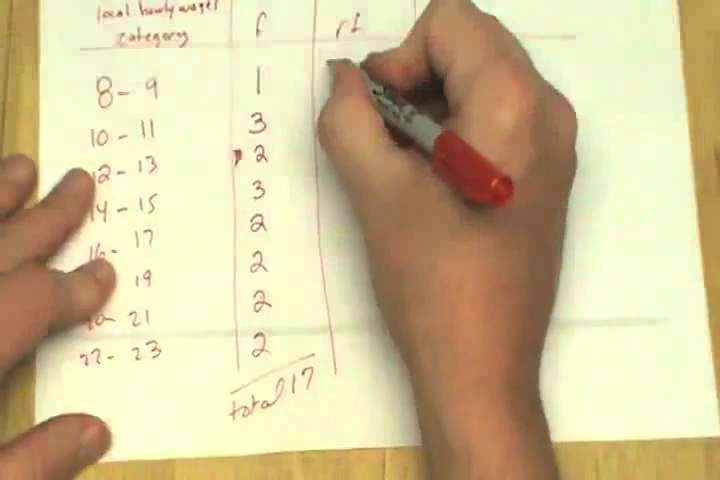 local hourly wages
category f rf
8 - 9 1
10 - 11 3
12 - 13 2
14 - 15 3
16 - 17 2
19 2
21 2
22 - 23 2
total 17